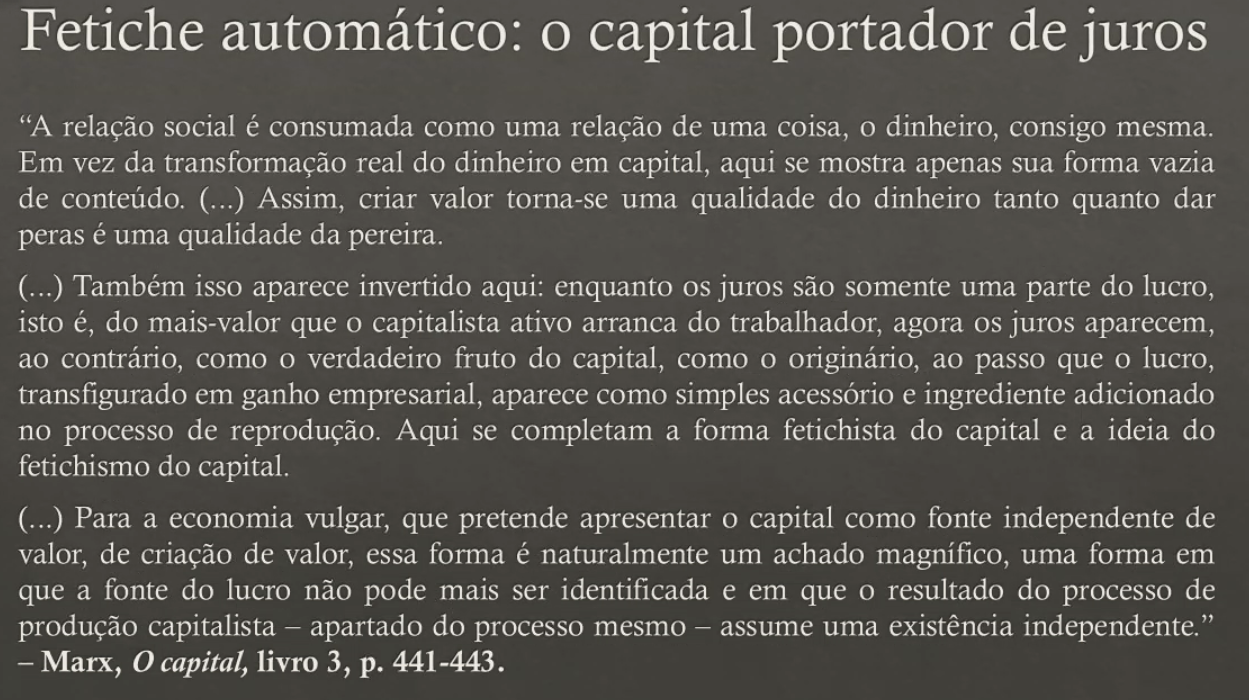 Fetiche automático: o capital portador de juros
“A relação social é consumada como uma relação de uma coisa, o dinheiro, consigo mesma.
Em vez da transformação real do dinheiro em capital, aqui se mostra apenas sua forma vazia
de conteúdo. (...) Assim, criar valor torna-se uma qualidade do dinheiro tanto quanto dar
peras é uma qualidade da pereira.
(...) Também isso aparece invertido aqui: enquanto os juros são somente uma parte do lucro,
isto é, do mais-valor que o capitalista ativo arranca do trabalhador, agora os juros aparecem,
ao contrário, como o verdadeiro fruto do capital, como o originário, ao passo que o lucro,
transfigurado em ganho empresarial, aparece como simples acessório e ingrediente adicionado
no processo de reprodução. Aqui se completam a forma fetichista do capital e a ideia do
fetichismo do capital.
(...) Para a economia vulgar, que pretende apresentar o capital como fonte independente de
valor, de criação de valor, essa forma é naturalmente um achado magnífico, uma forma em
que a fonte do lucro não pode mais ser identificada e em que o resultado do processo de
produção capitalista – apartado do processo mesmo – assume uma existência independente.”
– Marx, O capital, livro 3, p. 441-443.